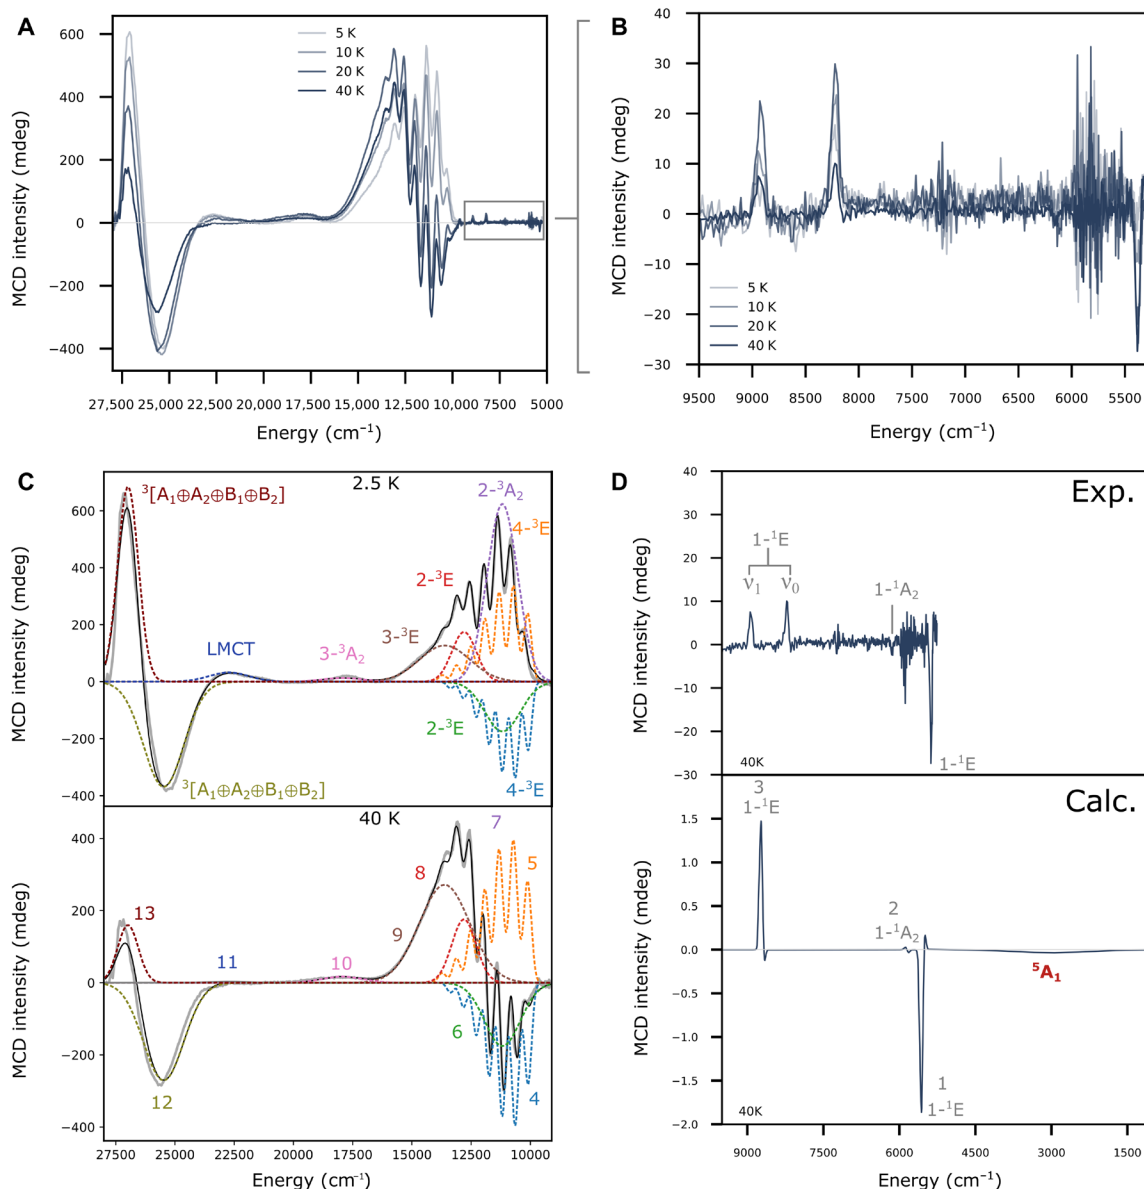 A
MCD intensity (mdeg)
600
400
200
0
−200
−400
5 K
10 K
20 K
40 K
27,500 25,000 22,500 20,000 17,500 15,000 12,500 10,000 7500 5000
Energy (cm⁻¹)
B
MCD intensity (mdeg)
40
30
20
10
0
−10
−20
−30
5 K
10 K
20 K
40 K
9500 9000 8500 8000 7500 7000 6500 6000 5500
Energy (cm⁻¹)
C
MCD intensity (mdeg)
600
400
200
0
−200
−400
³[A₁⊕A₂⊕B₁⊕B₂]
2.5 K
2-³A₂
4-³E
2-³E
3-³E
LMCT
3-³A₂
2-³E
³[A₁⊕A₂⊕B₁⊕B₂]
4-³E
MCD intensity (mdeg)
400
200
0
−200
−400
40 K
7
5
8
13
9
11
10
6
12
4
27500 25000 22500 20000 17500 15000 12500 10000
Energy (cm⁻¹)
D
MCD intensity (mdeg)
40
30
20
10
0
−10
−20
−30
Exp.
1-¹E
ν₁ ν₀
1-¹A₂
40K
1-¹E
MCD intensity (mdeg)
1.5
1.0
0.5
0.0
−0.5
−1.0
−1.5
−2.0
Calc.
3
1-¹E
2
1-¹A₂
⁵A₁
1
1-¹E
40K
9000 7500 6000 4500 3000 1500
Energy (cm⁻¹)